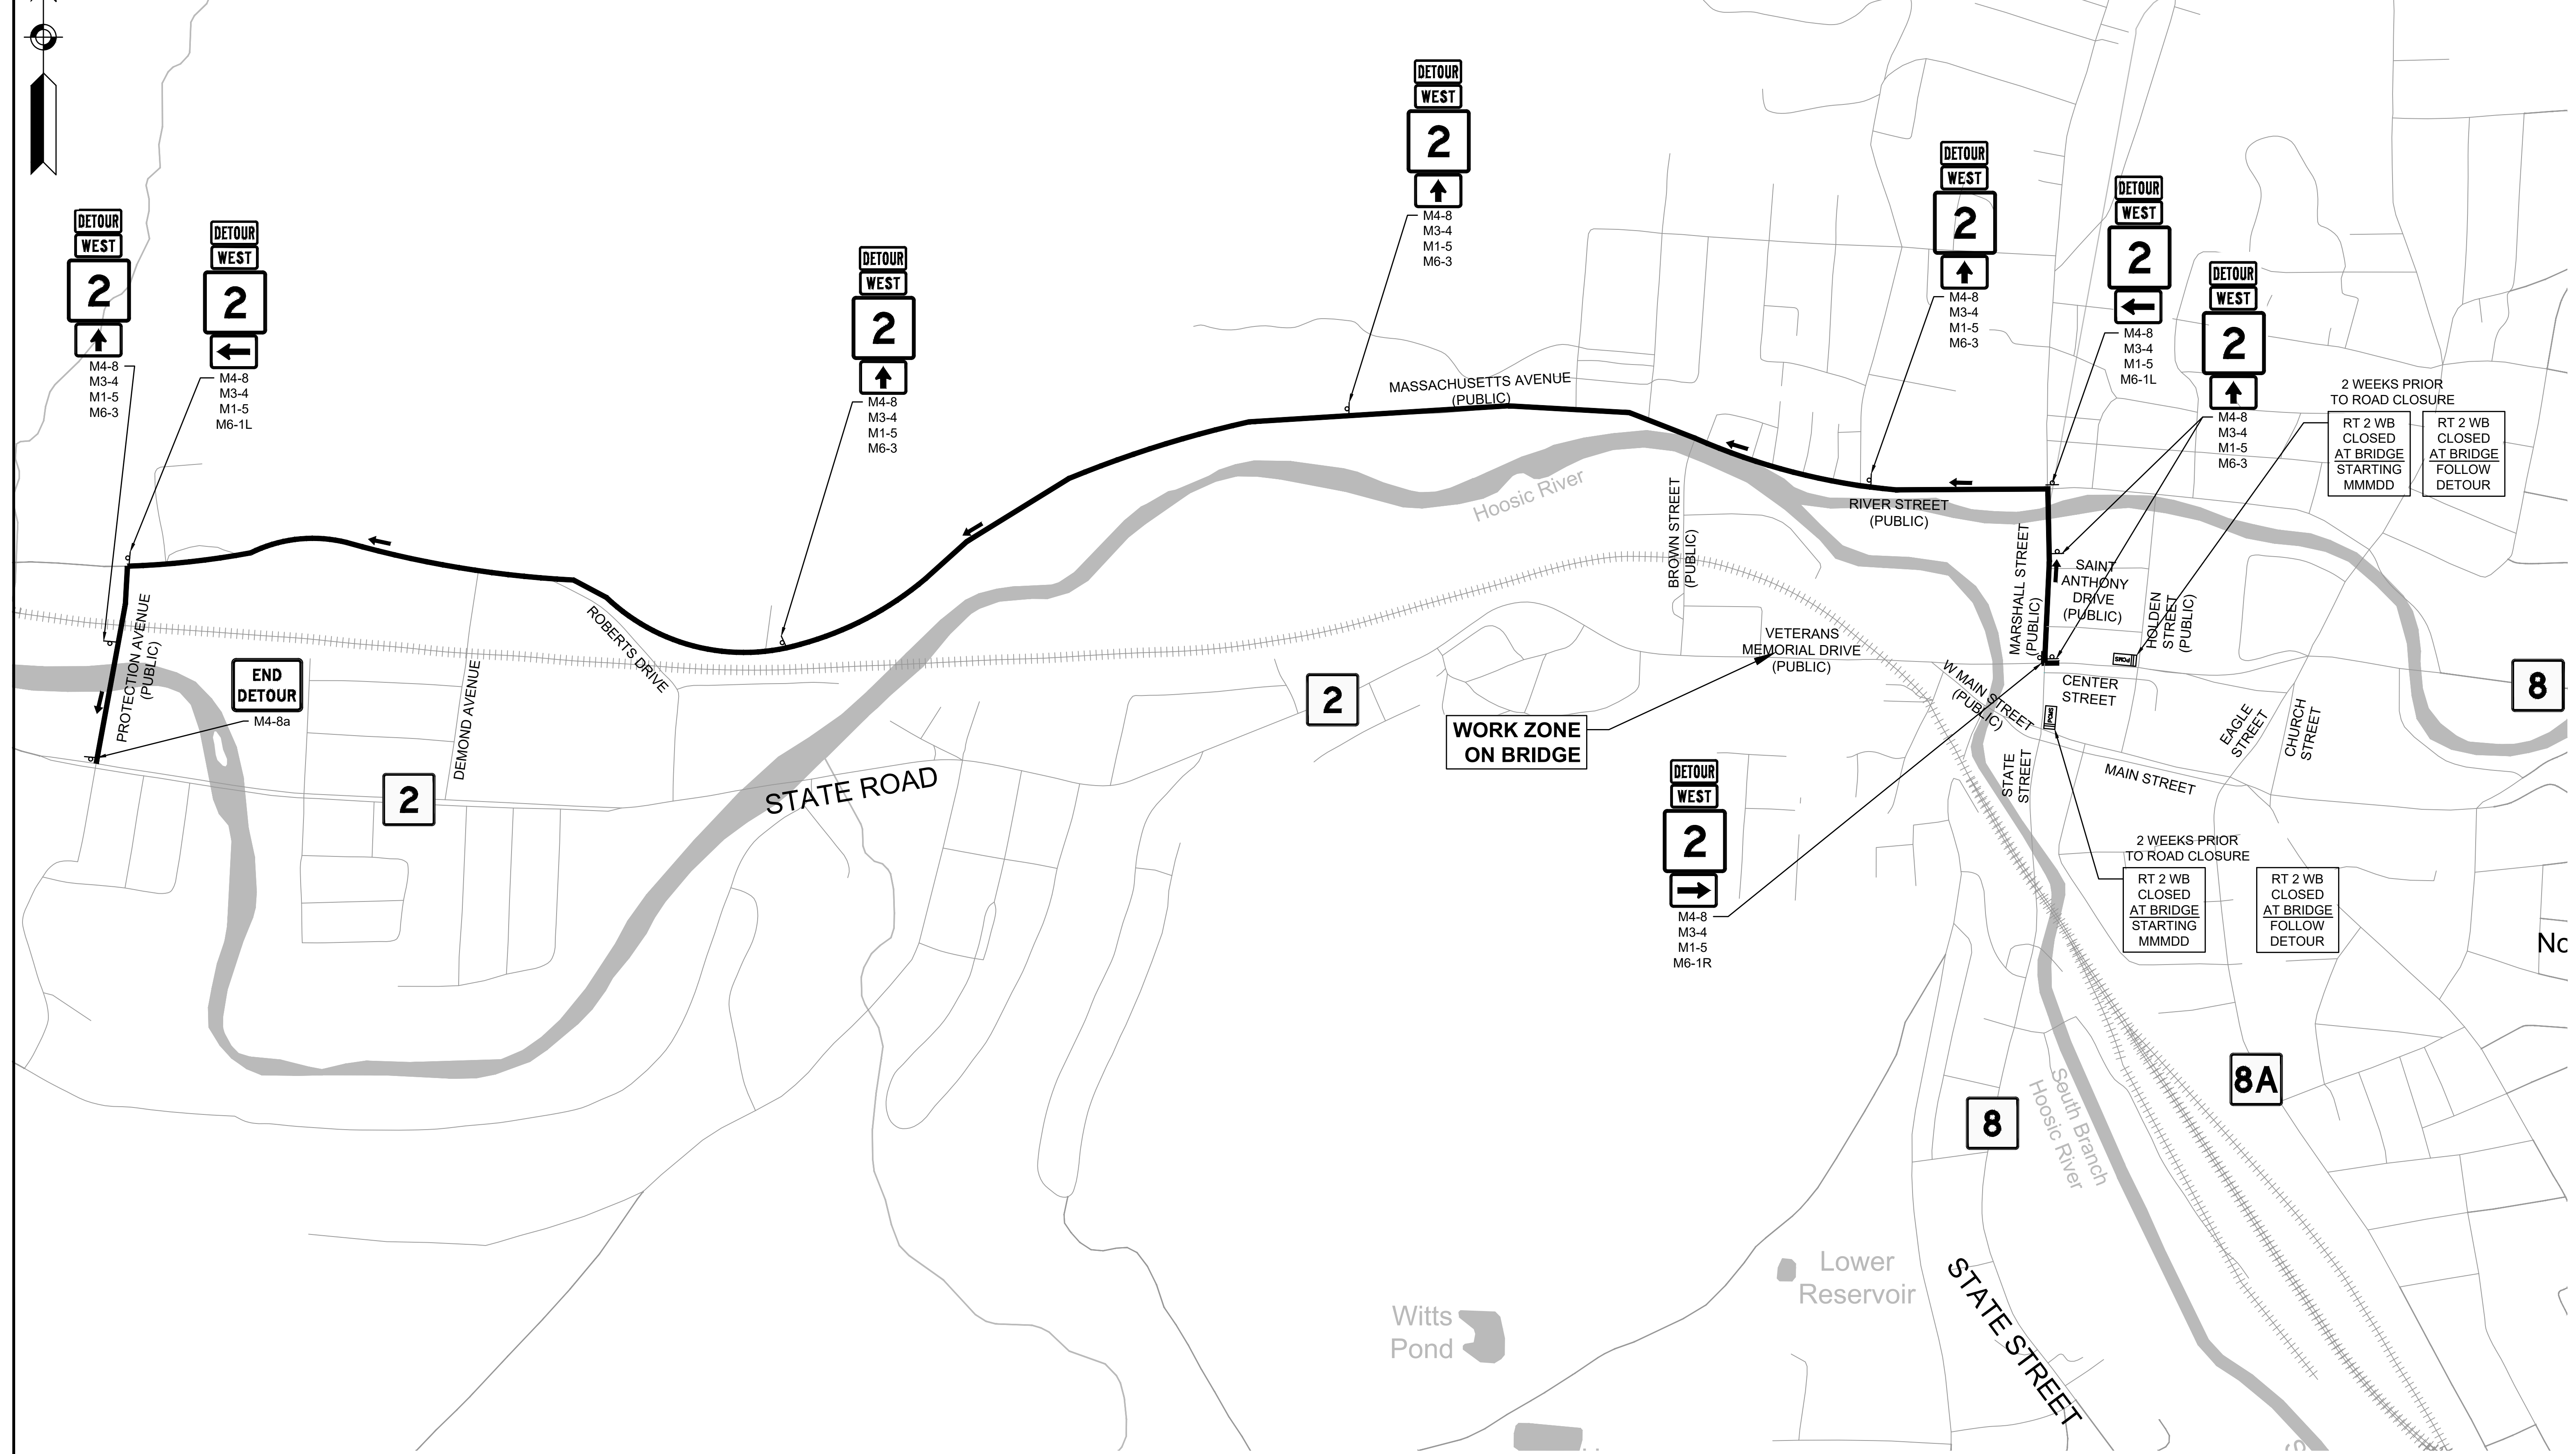 DETOUR
WEST
2
M4-8
M3-4
M1-5
M6-3
DETOUR
WEST
2
M4-8
M3-4
M1-5
M6-1L
DETOUR
WEST
2
M4-8
M3-4
M1-5
M6-3
DETOUR
WEST
2
M4-8
M3-4
M1-5
M6-3
DETOUR
WEST
2
M4-8
M3-4
M1-5
M6-3
DETOUR
WEST
2
M4-8
M3-4
M1-5
M6-1L
DETOUR
WEST
2
M4-8
M3-4
M1-5
M6-3
2 WEEKS PRIOR
TO ROAD CLOSURE
RT 2 WB
CLOSED
AT BRIDGE
STARTING
MMMDD
RT 2 WB
CLOSED
AT BRIDGE
FOLLOW
DETOUR
MASSACHUSETTS AVENUE
(PUBLIC)
Hoosic River
RIVER STREET
(PUBLIC)
BROWN STREET
(PUBLIC)
MARSHALL STREET
(PUBLIC)
SAINT
ANTHONY
DRIVE
(PUBLIC)
HOLDEN
STREET
(PUBLIC)
VETERANS
MEMORIAL DRIVE
(PUBLIC)
PROTECTION AVENUE
(PUBLIC)
END
DETOUR
M4-8a
ROBERTS DRIVE
DEMOND AVENUE
2
STATE ROAD
2
WORK ZONE
ON BRIDGE
W MAIN STREET
(PUBLIC)
PCMS
CENTER
STREET
PCMS
STATE
STREET
MAIN STREET
EAGLE
STREET
CHURCH
STREET
8
DETOUR
WEST
2
M4-8
M3-4
M1-5
M6-1R
2 WEEKS PRIOR
TO ROAD CLOSURE
RT 2 WB
CLOSED
AT BRIDGE
STARTING
MMMDD
RT 2 WB
CLOSED
AT BRIDGE
FOLLOW
DETOUR
8
8A
South Branch
Hoosic River
Lower
Reservoir
Witts
Pond
STATE STREET